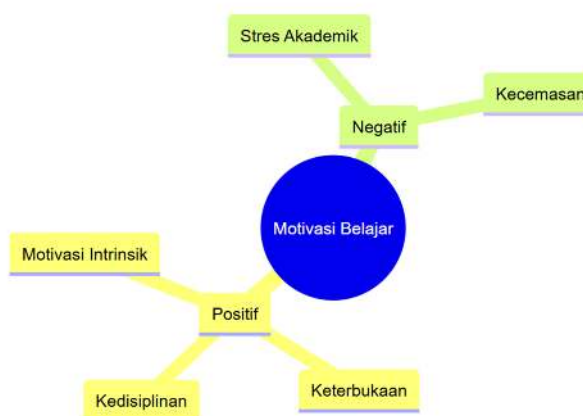 Stres Akademik
Kecemasan
Negatif
Motivasi Belajar
Motivasi Intrinsik
Positif
Kedisiplinan
Keterbukaan